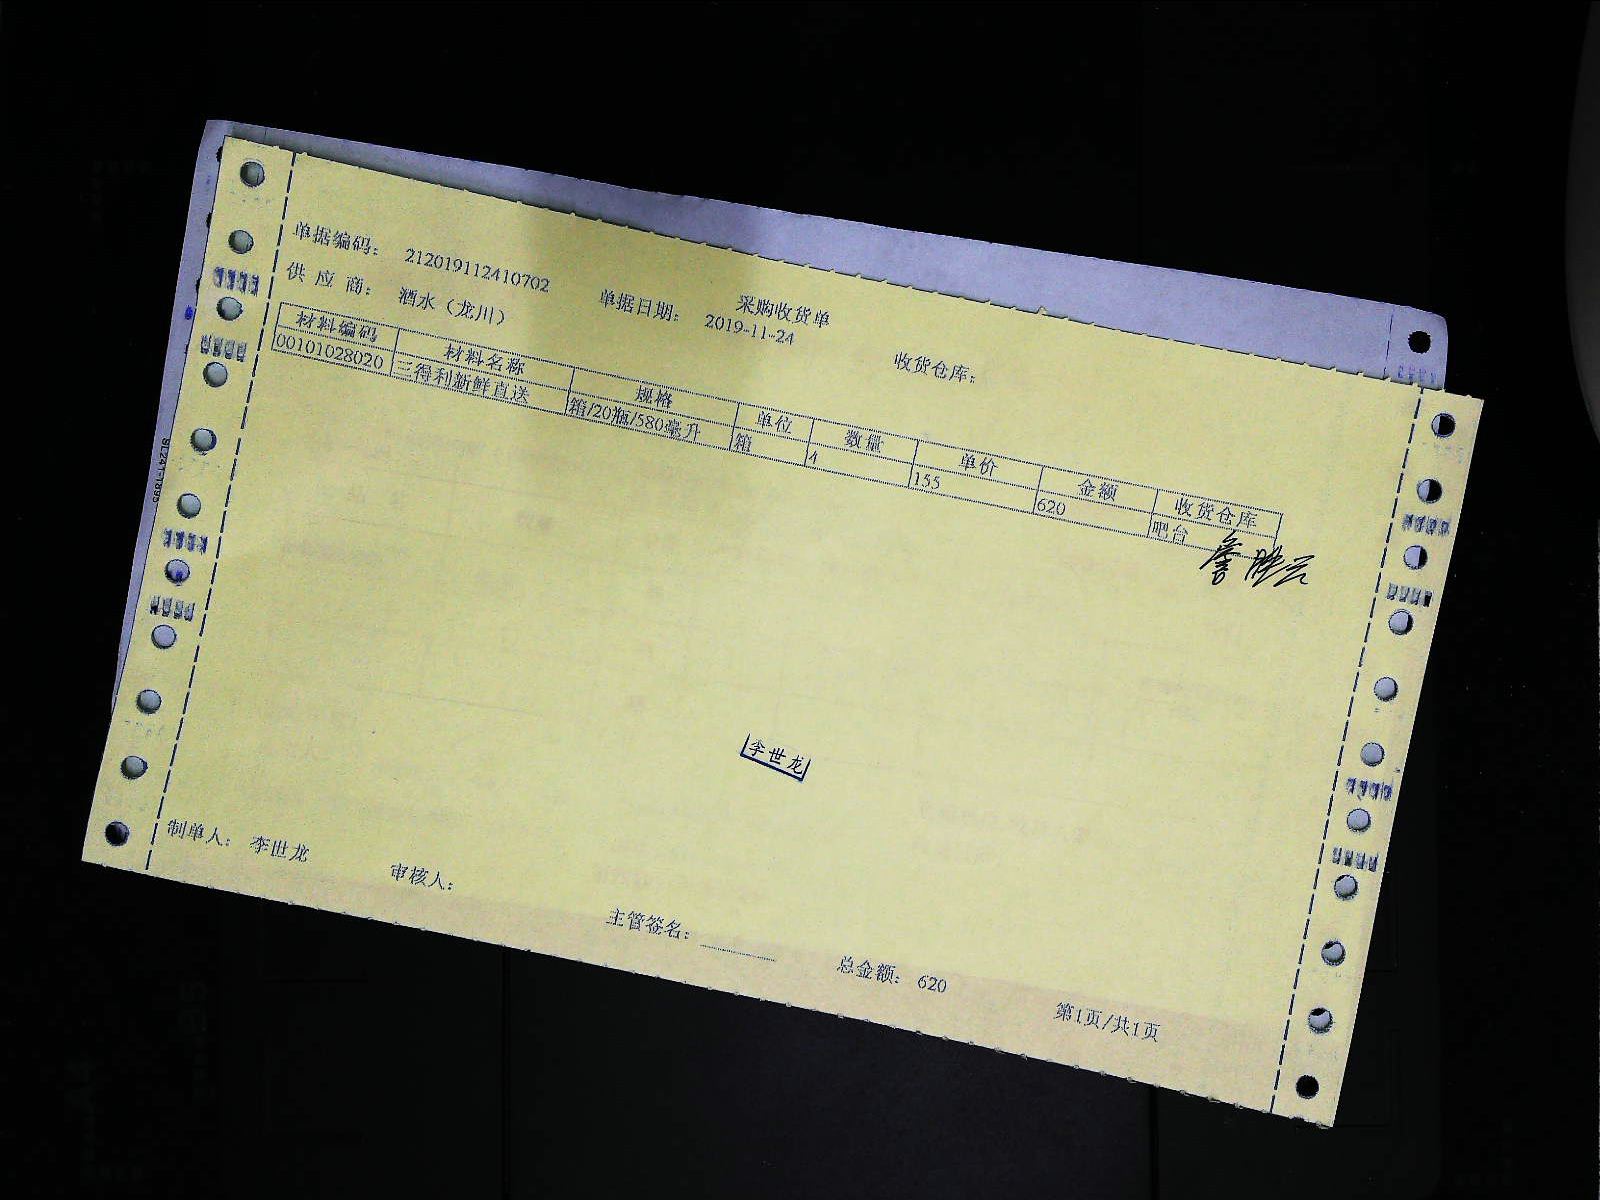 采购收货单
单据编码: 212019112410702 单据日期: 2019-11-24 收货仓库:
供 应 商: 酒水（龙川）
材料编码 材料名称 规格 单位 数量 单价 金额 收货仓库
00101028020 三得利新鲜直送 箱/20瓶/580毫升 箱 4 155 620 吧台
李世龙
制单人: 李世龙 审核人: 主管签名: 总金额: 620 第1页/共1页